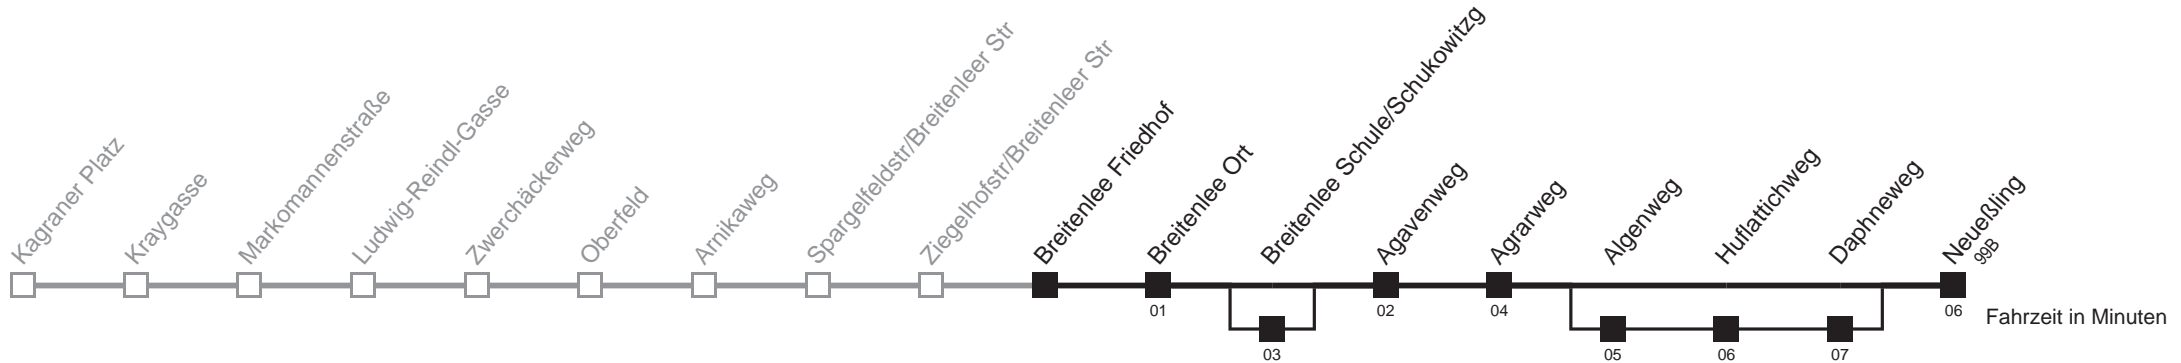 Kagraner Platz
Kraygasse
Markomannenstraße
Ludwig-Reindl-Gasse
Zwerchäckerweg
Oberfeld
Arnikaweg
Spargelfeldstr/Breitenleer Str
Ziegelhofstr/Breitenleer Str
Breitenlee Friedhof
Breitenlee Ort
Breitenlee Schule/Schukowitzg
Agavenweg
Agrarweg
Algenweg
Huflattichweg
Daphneweg
Neueßling
99B
01
02
04
06
Fahrzeit in Minuten
03
05
06
07